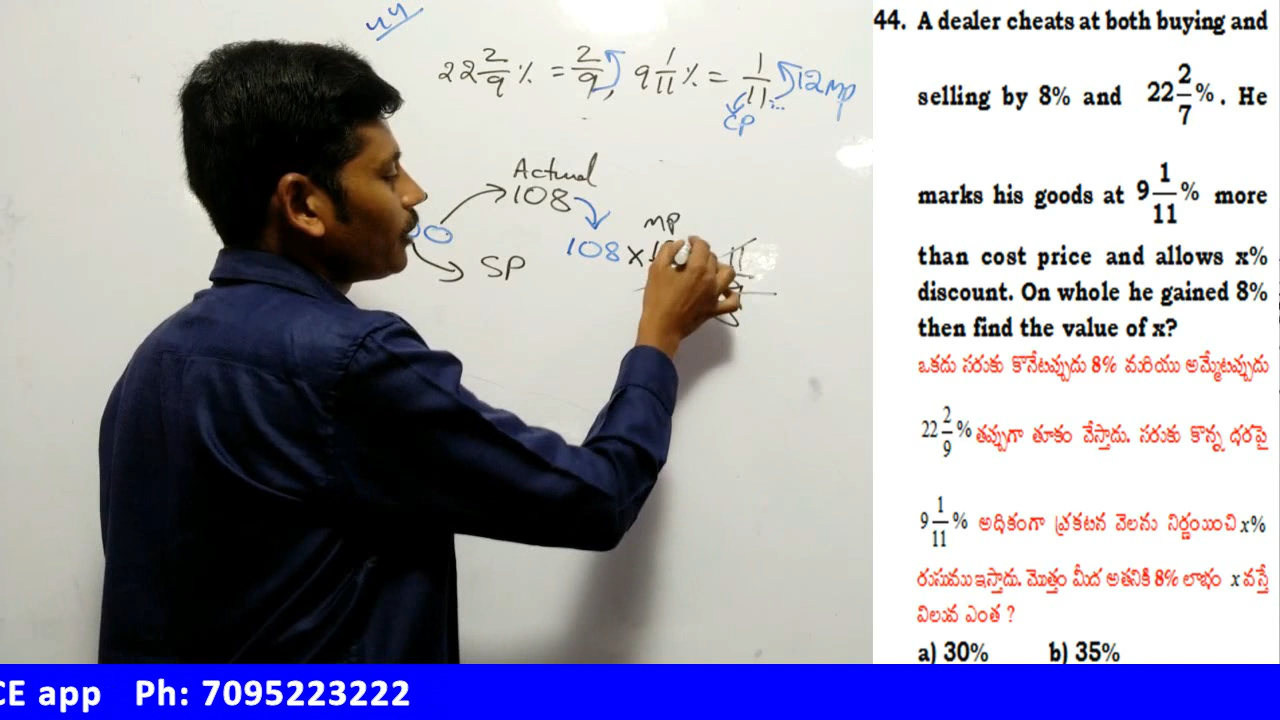 44
22 2/9 % = 2/9, 9 1/11 % = 1/11 12 MP
CP
Actual
108
MP
108 ×
SP
11
44. A dealer cheats at both buying and
selling by 8% and 22 2/7 %. He
marks his goods at 9 1/11 % more
than cost price and allows x%
discount. On whole he gained 8%
then find the value of x?
ఒకడు సరుకు కొనేటప్పుడు 8% మరియు అమ్మేటప్పుడు
22 2/9 % తప్పుగా తూకం వేస్తాడు. సరుకు కొన్న ధరపై
9 1/11 % అధికంగా ప్రకటన వెలను నిర్ణయించి x%
రుసుము ఇస్తాడు. మొత్తం మీద అతనికి 8% లాభం x వస్తే
విలువ ఎంత ?
a) 30% b) 35%
CE app Ph: 7095223222